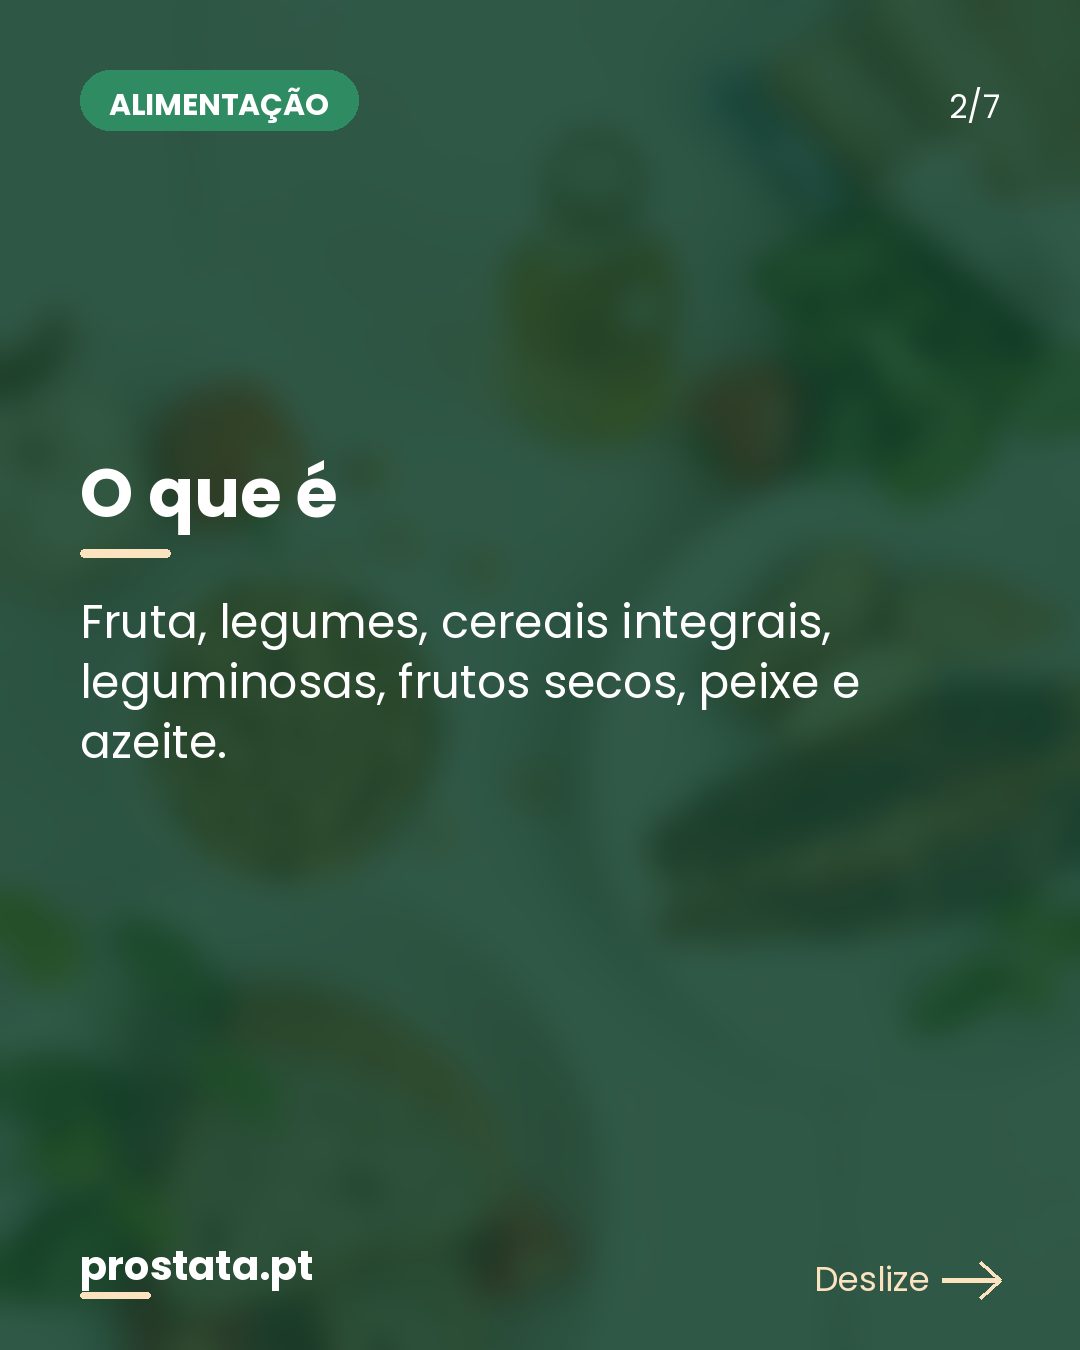 ALIMENTAÇÃO
2/7
O que é
Fruta, legumes, cereais integrais,
leguminosas, frutos secos, peixe e
azeite.
prostata.pt
Deslize